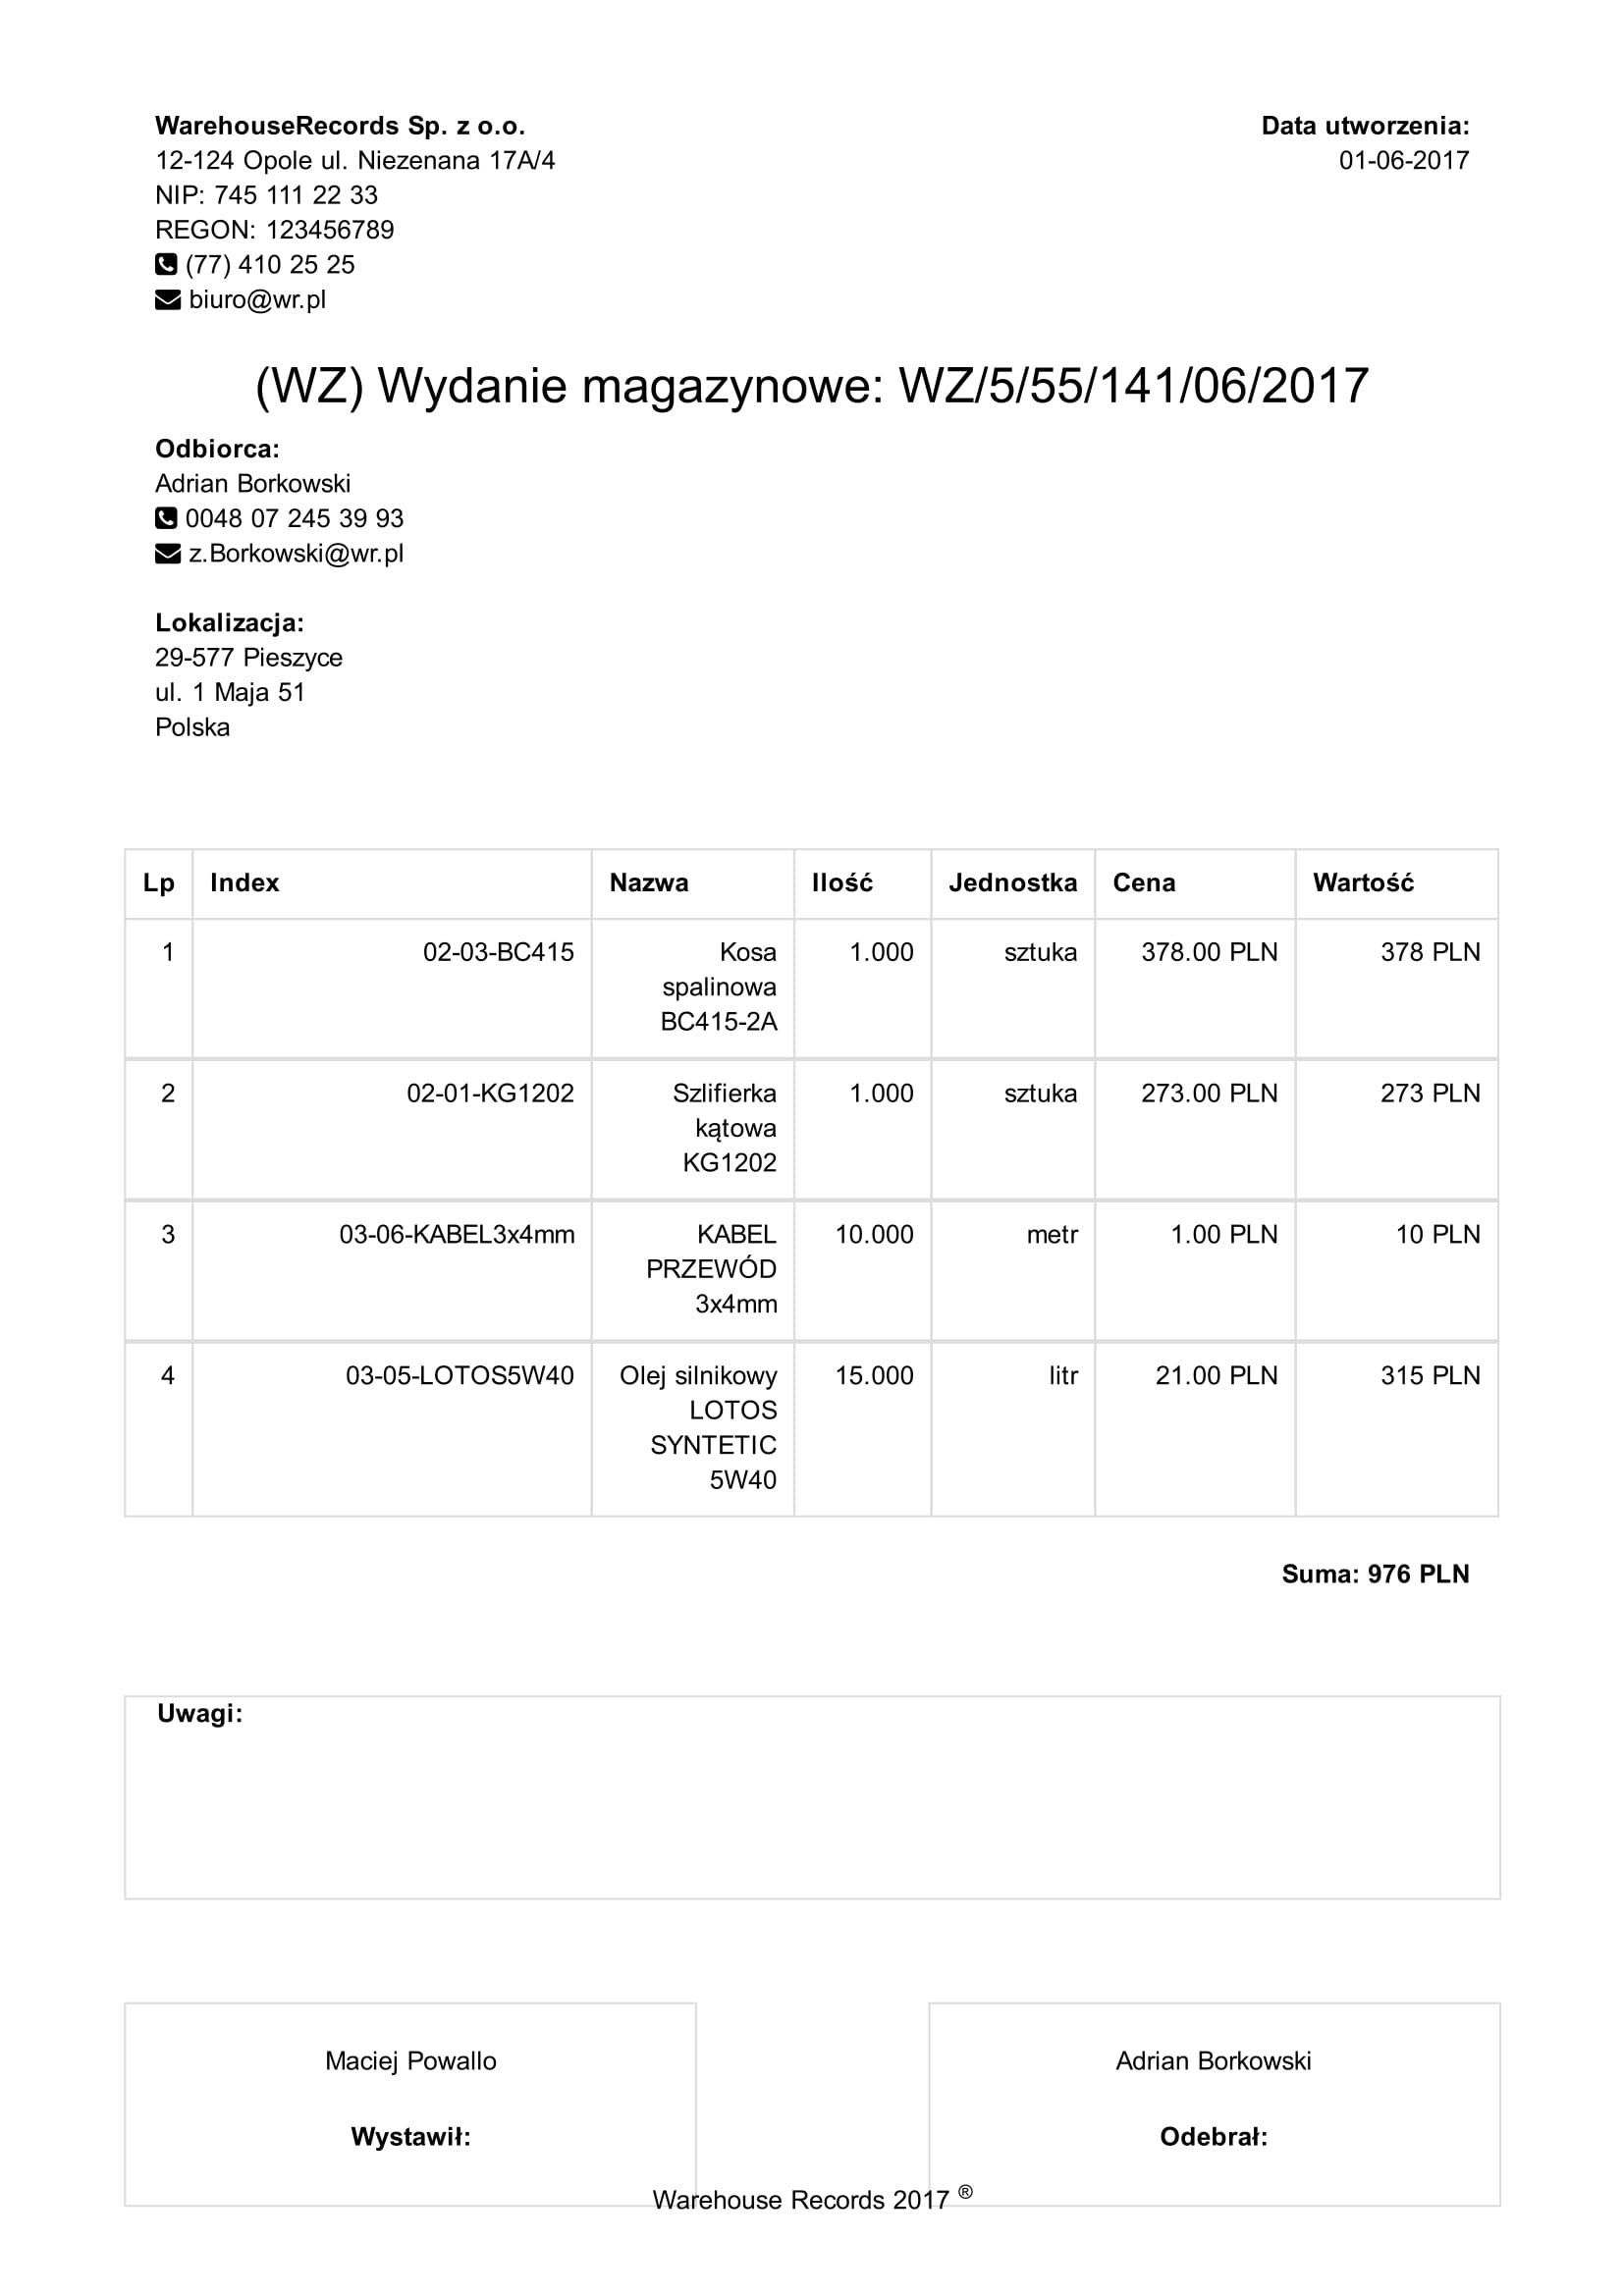 WarehouseRecords Sp. z o.o.
12-124 Opole ul. Niezenana 17A/4
NIP: 745 111 22 33
REGON: 123456789
(77) 410 25 25
biuro@wr.pl
Data utworzenia:
01-06-2017
(WZ) Wydanie magazynowe: WZ/5/55/141/06/2017
Odbiorca:
Adrian Borkowski
0048 07 245 39 93
z.Borkowski@wr.pl
Lokalizacja:
29-577 Pieszyce
ul. 1 Maja 51
Polska
Lp Index Nazwa Ilość Jednostka Cena Wartość
1 02-03-BC415 Kosa 1.000 sztuka 378.00 PLN 378 PLN
spalinowa
BC415-2A
2 02-01-KG1202 Szlifierka 1.000 sztuka 273.00 PLN 273 PLN
kątowa
KG1202
3 03-06-KABEL3x4mm KABEL 10.000 metr 1.00 PLN 10 PLN
PRZEWÓD
3x4mm
4 03-05-LOTOS5W40 Olej silnikowy 15.000 litr 21.00 PLN 315 PLN
LOTOS
SYNTETIC
5W40
Suma: 976 PLN
Uwagi:
Maciej Powallo
Wystawił:
Adrian Borkowski
Odebrał:
Warehouse Records 2017 ®